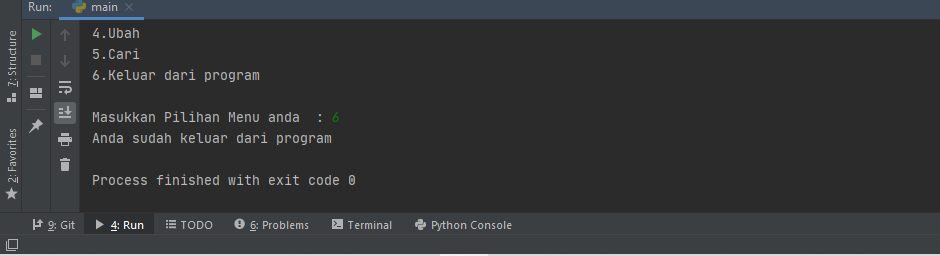 Run: main
4.Ubah
5.Cari
6.Keluar dari program
Masukkan Pilihan Menu anda  : 6
Anda sudah keluar dari program
Process finished with exit code 0
7: Structure
2: Favorites
9: Git 4: Run TODO 6: Problems Terminal Python Console